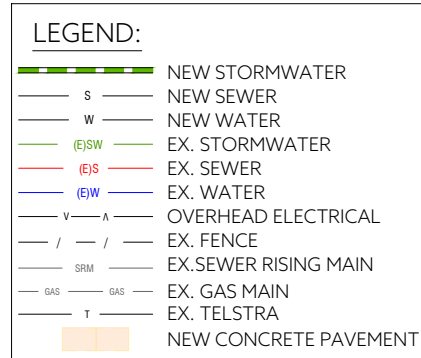 LEGEND:
NEW STORMWATER
S NEW SEWER
W NEW WATER
(E)SW EX. STORMWATER
(E)S EX. SEWER
(E)W EX. WATER
OVERHEAD ELECTRICAL
/ / EX. FENCE
SRM EX.SEWER RISING MAIN
GAS GAS EX. GAS MAIN
T EX. TELSTRA
NEW CONCRETE PAVEMENT